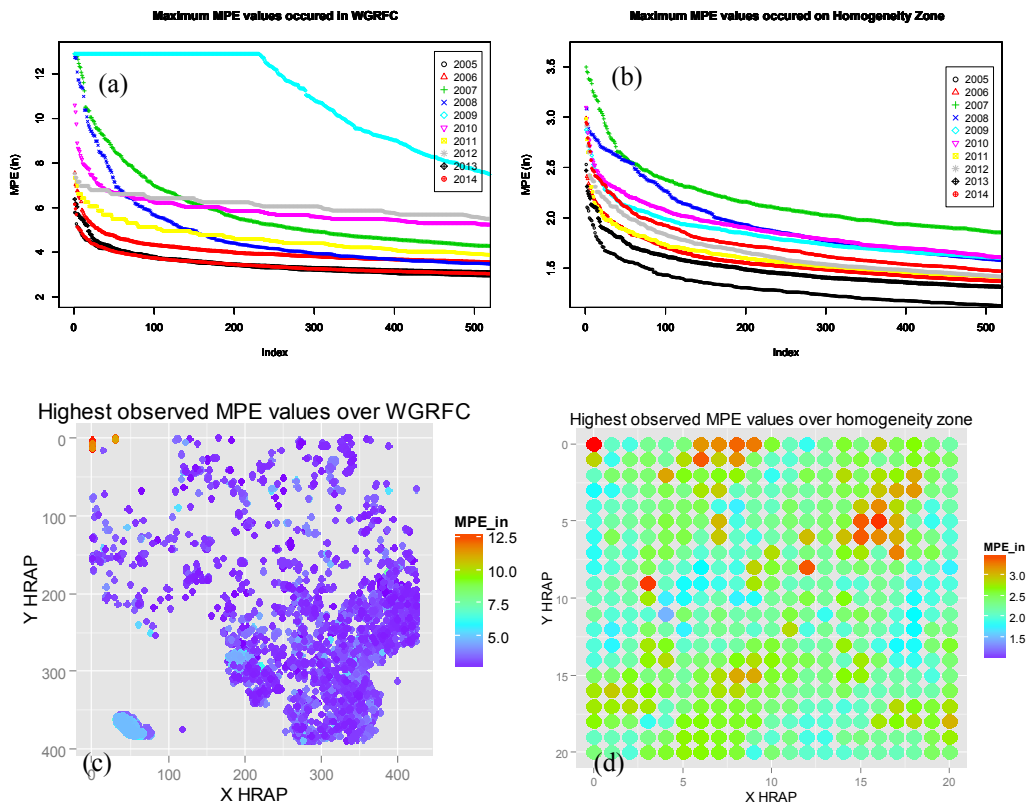 Maximum MPE values occured in WGRFC
(a)
MPE (in)
12
10
8
6
4
2
0 100 200 300 400 500
Index
2005
2006
2007
2008
2009
2010
2011
2012
2013
2014
Maximum MPE values occured on Homogeneity Zone
(b)
MPE (in)
3.5
3.0
2.5
2.0
1.5
0 100 200 300 400 500
Index
2005
2006
2007
2008
2009
2010
2011
2012
2013
2014
Highest observed MPE values over WGRFC
Y HRAP
0
100
200
300
400
(c)
0 100 200 300 400
X HRAP
MPE_in
12.5
10.0
7.5
5.0
Highest observed MPE values over homogeneity zone
Y HRAP
0
5
10
15
20
(d)
0 5 10 15 20
X HRAP
MPE_in
3.0
2.5
2.0
1.5